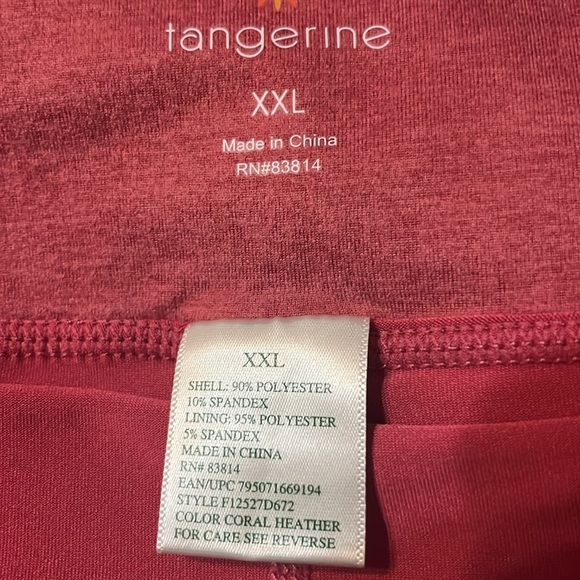 tangerine
XXL
Made in China
RN#83814
XXL
SHELL: 90% POLYESTER
10% SPANDEX
LINING: 95% POLYESTER
5% SPANDEX
MADE IN CHINA
RN# 83814
EAN/UPC 795071669194
STYLE F12527D672
COLOR CORAL HEATHER
FOR CARE SEE REVERSE